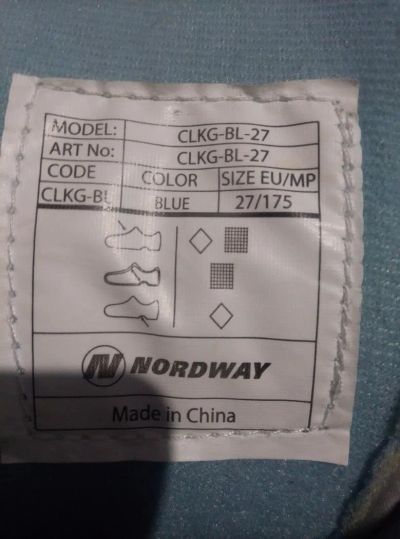 MODEL: CLKG-BL-27
ART No: CLKG-BL-27
CODE COLOR SIZE EU/MP
CLKG-BL BLUE 27/175
NORDWAY
Made in China